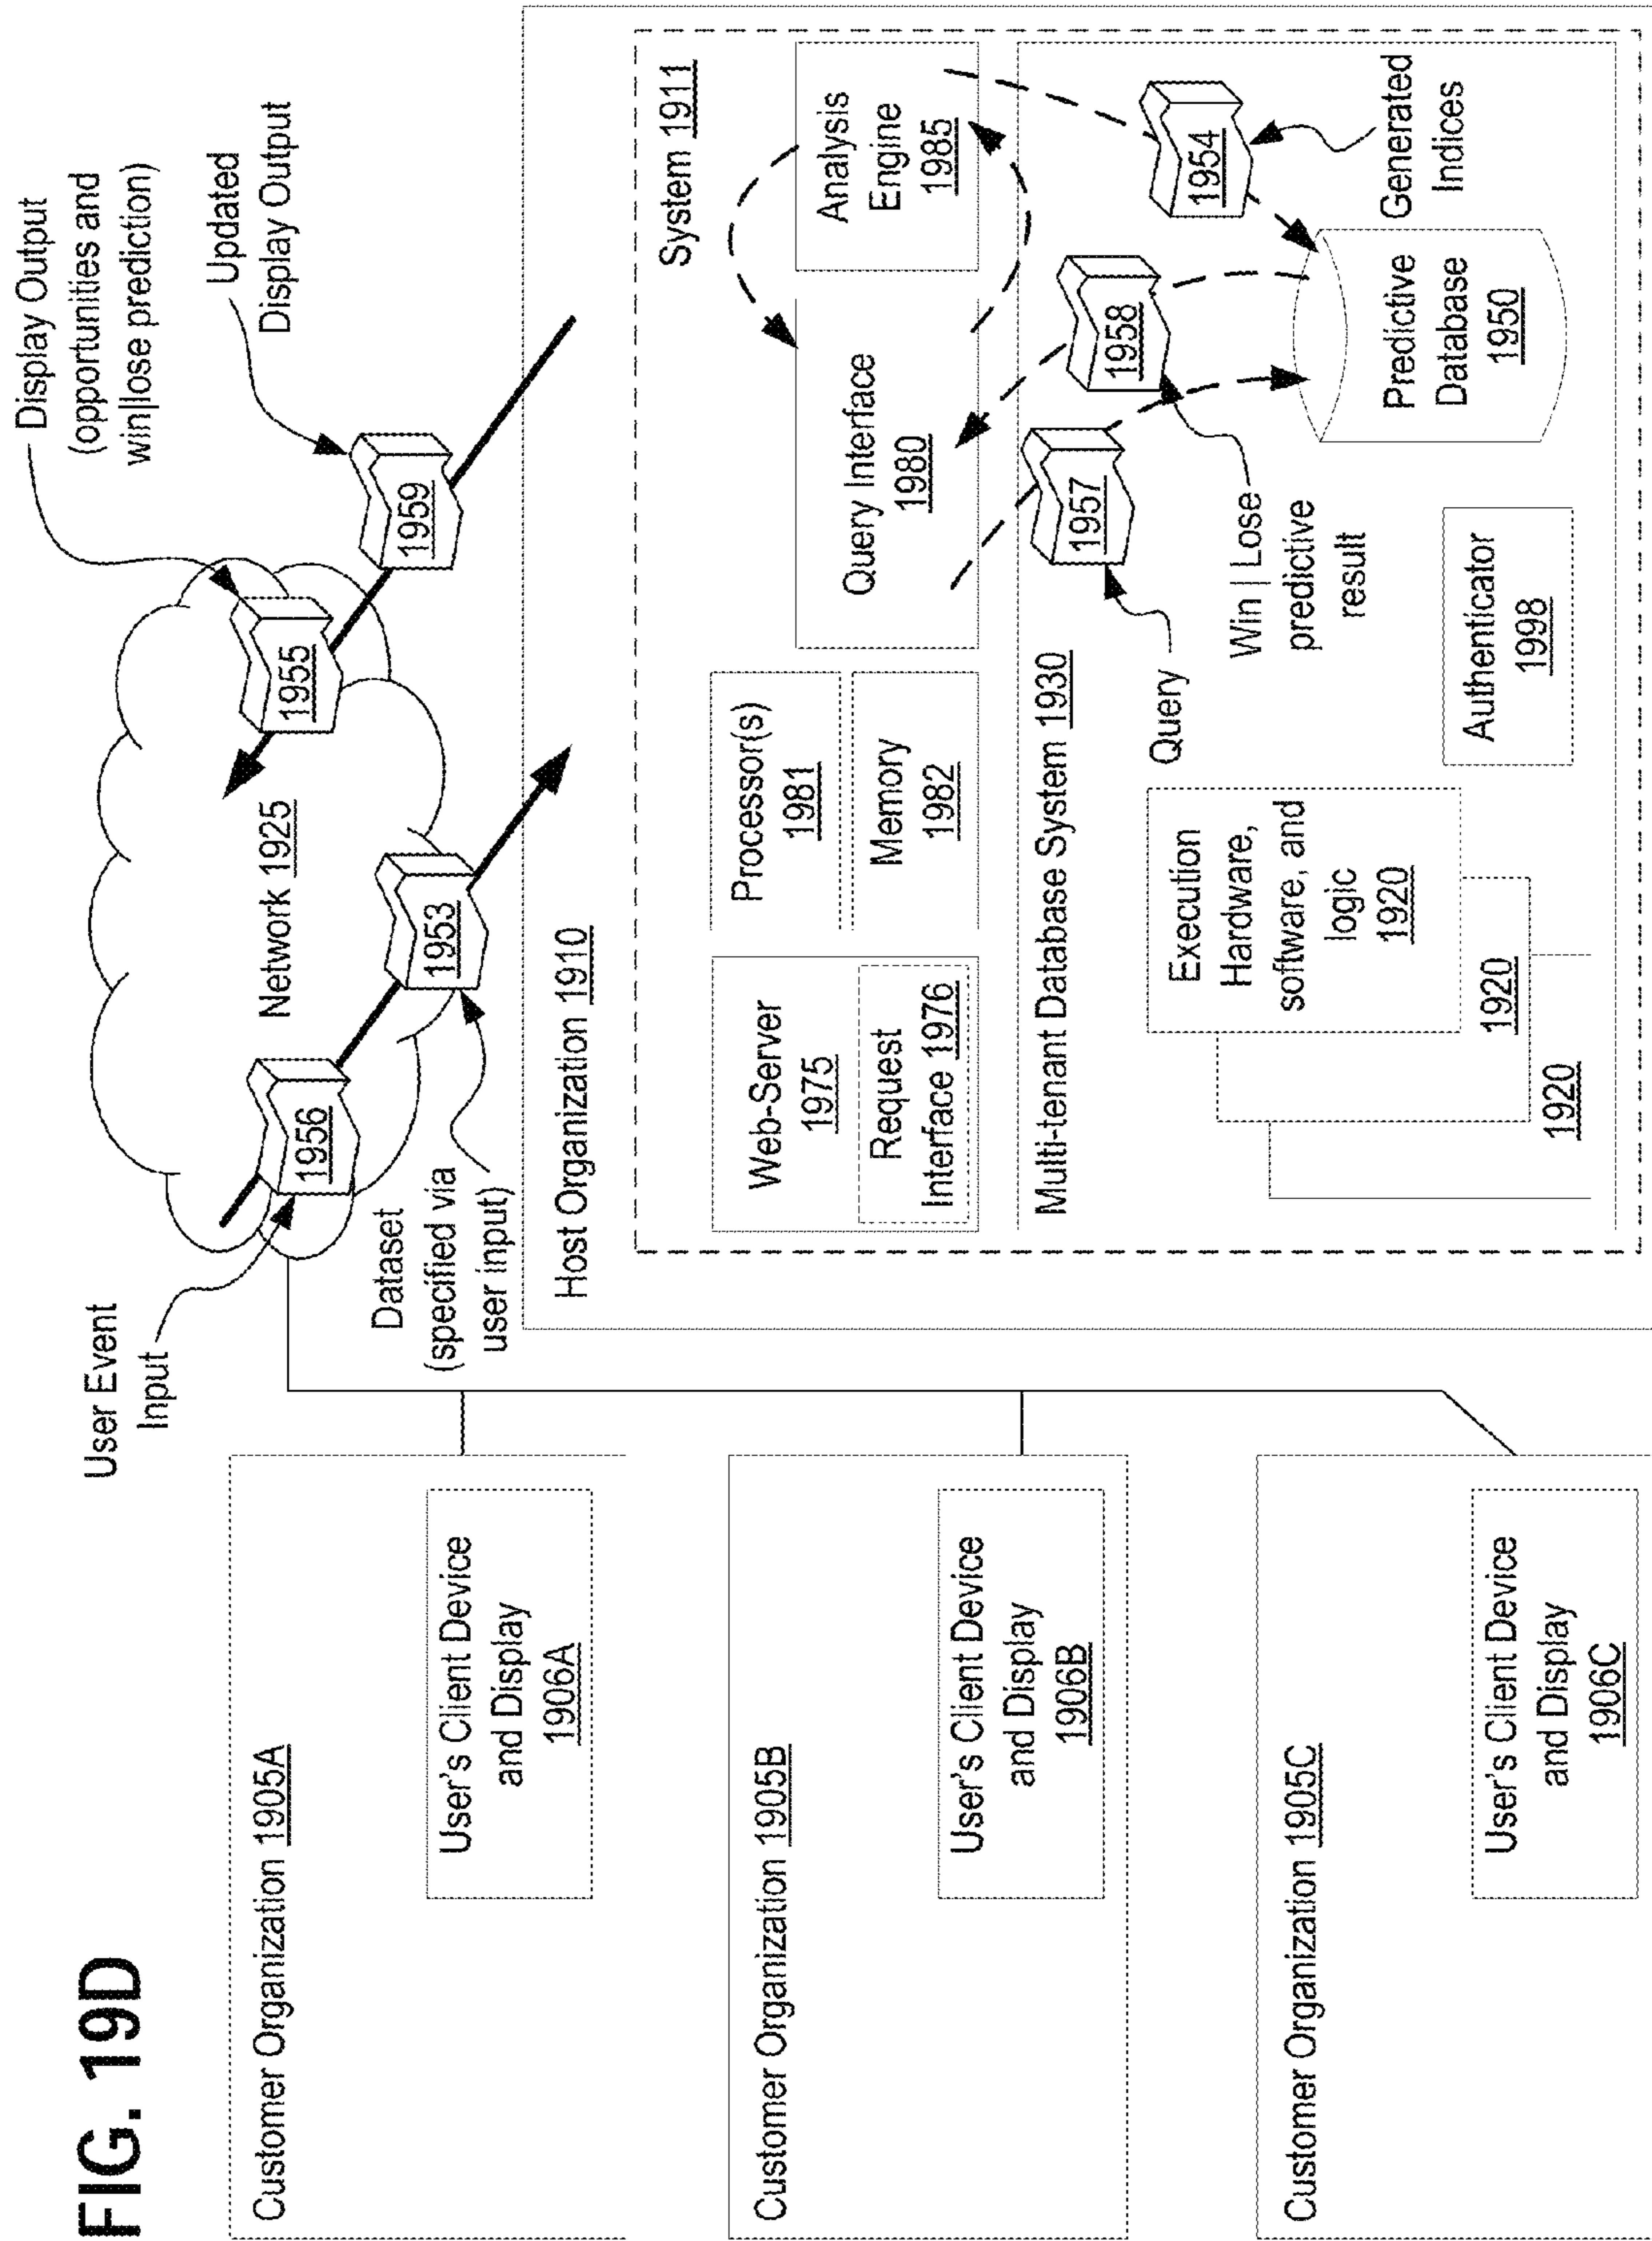 FIG. 19D
Customer Organization 1905A
User's Client Device
and Display
1906A
Customer Organization 1905B
User's Client Device
and Display
1906B
Customer Organization 1905C
User's Client Device
and Display
1906C
User Event
Input
1956
Network 1925
1953
Dataset
(specified via
user input)
Display Output
(opportunities and
win|lose prediction)
1955
Updated
Display Output
1959
Host Organization 1910
System 1911
Web-Server
1975
Request
Interface 1976
Processor(s)
1981
Memory
1982
Query Interface
1980
Analysis
Engine
1985
Multi-tenant Database System 1930
Execution
Hardware,
software, and
logic
1920
1920
1920
Query
1957
1958
Win | Lose
predictive
result
1954
Generated
Indices
Predictive
Database
1950
Authenticator
1998